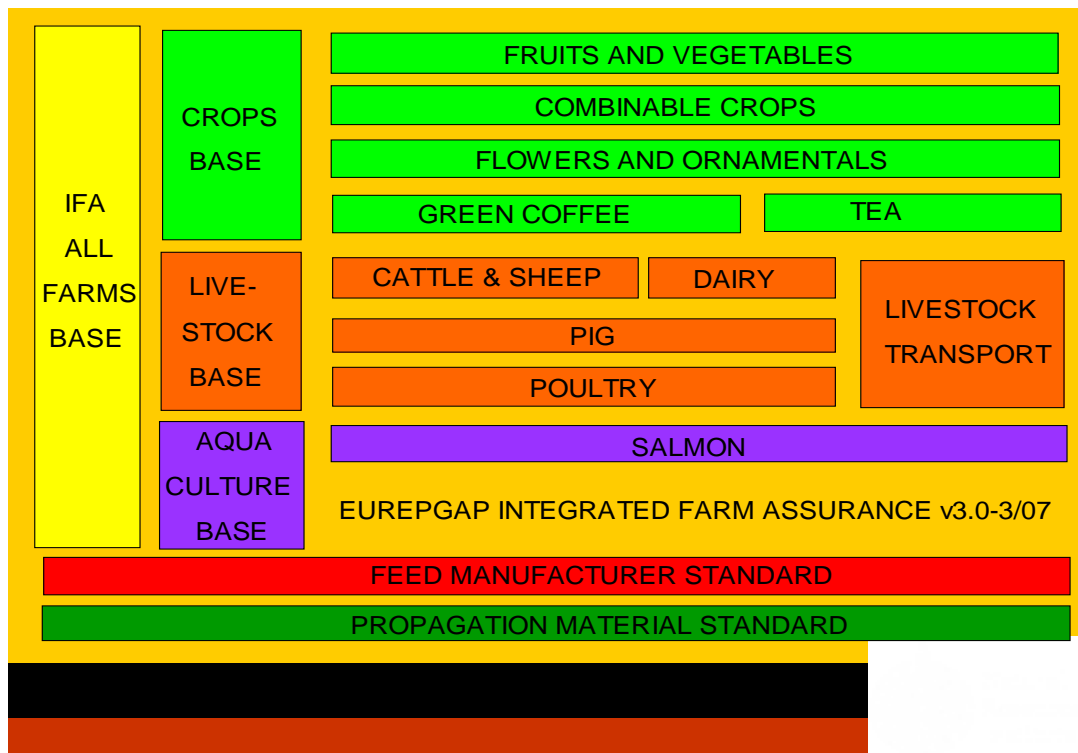 IFA
ALL
FARMS
BASE
CROPS
BASE
FRUITS AND VEGETABLES
COMBINABLE CROPS
FLOWERS AND ORNAMENTALS
GREEN COFFEE
TEA
LIVE-
STOCK
BASE
CATTLE & SHEEP
DAIRY
PIG
POULTRY
LIVESTOCK
TRANSPORT
AQUA
CULTURE
BASE
SALMON
EUREPGAP INTEGRATED FARM ASSURANCE v3.0-3/07
FEED MANUFACTURER STANDARD
PROPAGATION MATERIAL STANDARD